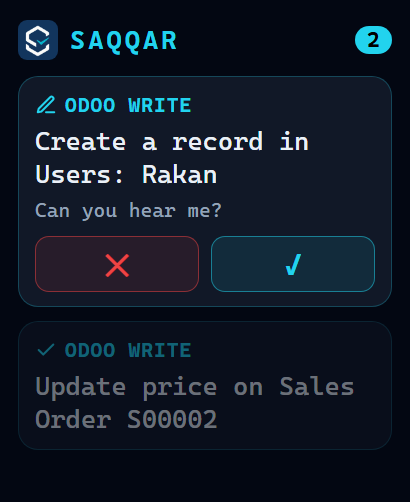 SAQQAR
2
ODOO WRITE
Create a record in
Users: Rakan
Can you hear me?
ODOO WRITE
Update price on Sales
Order S00002